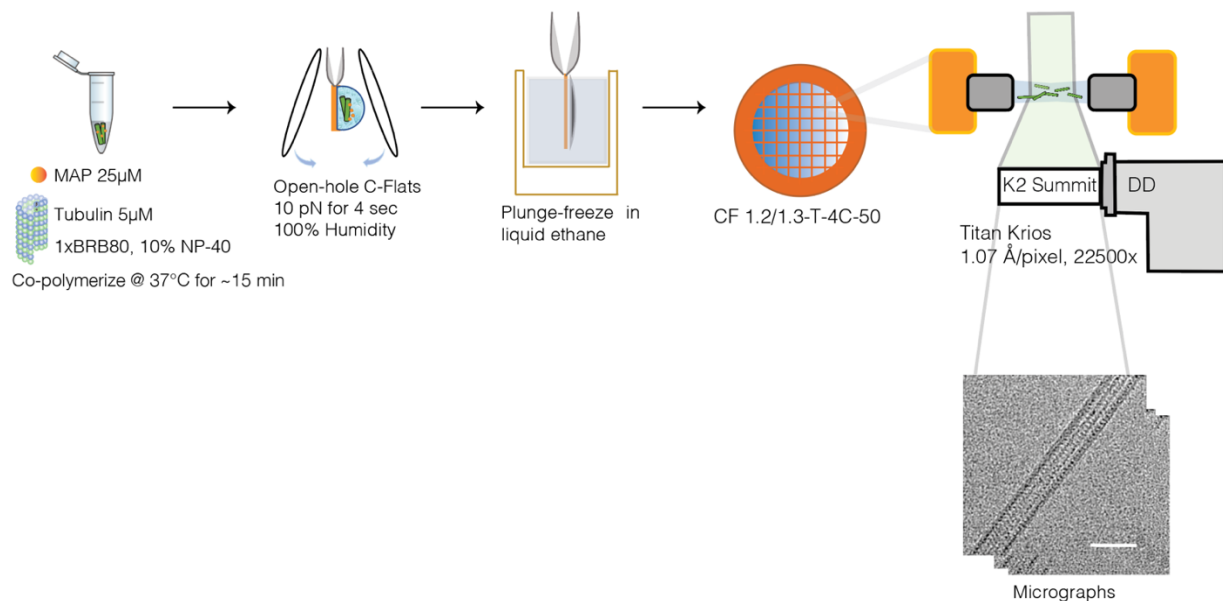 MAP 25µM
Tubulin 5µM
1xBRB80, 10% NP-40
Co-polymerize @ 37°C for ~15 min
Open-hole C-Flats
10 pN for 4 sec
100% Humidity
Plunge-freeze in
liquid ethane
CF 1.2/1.3-T-4C-50
K2 Summit
DD
Titan Krios
1.07 Å/pixel, 22500x
Micrographs